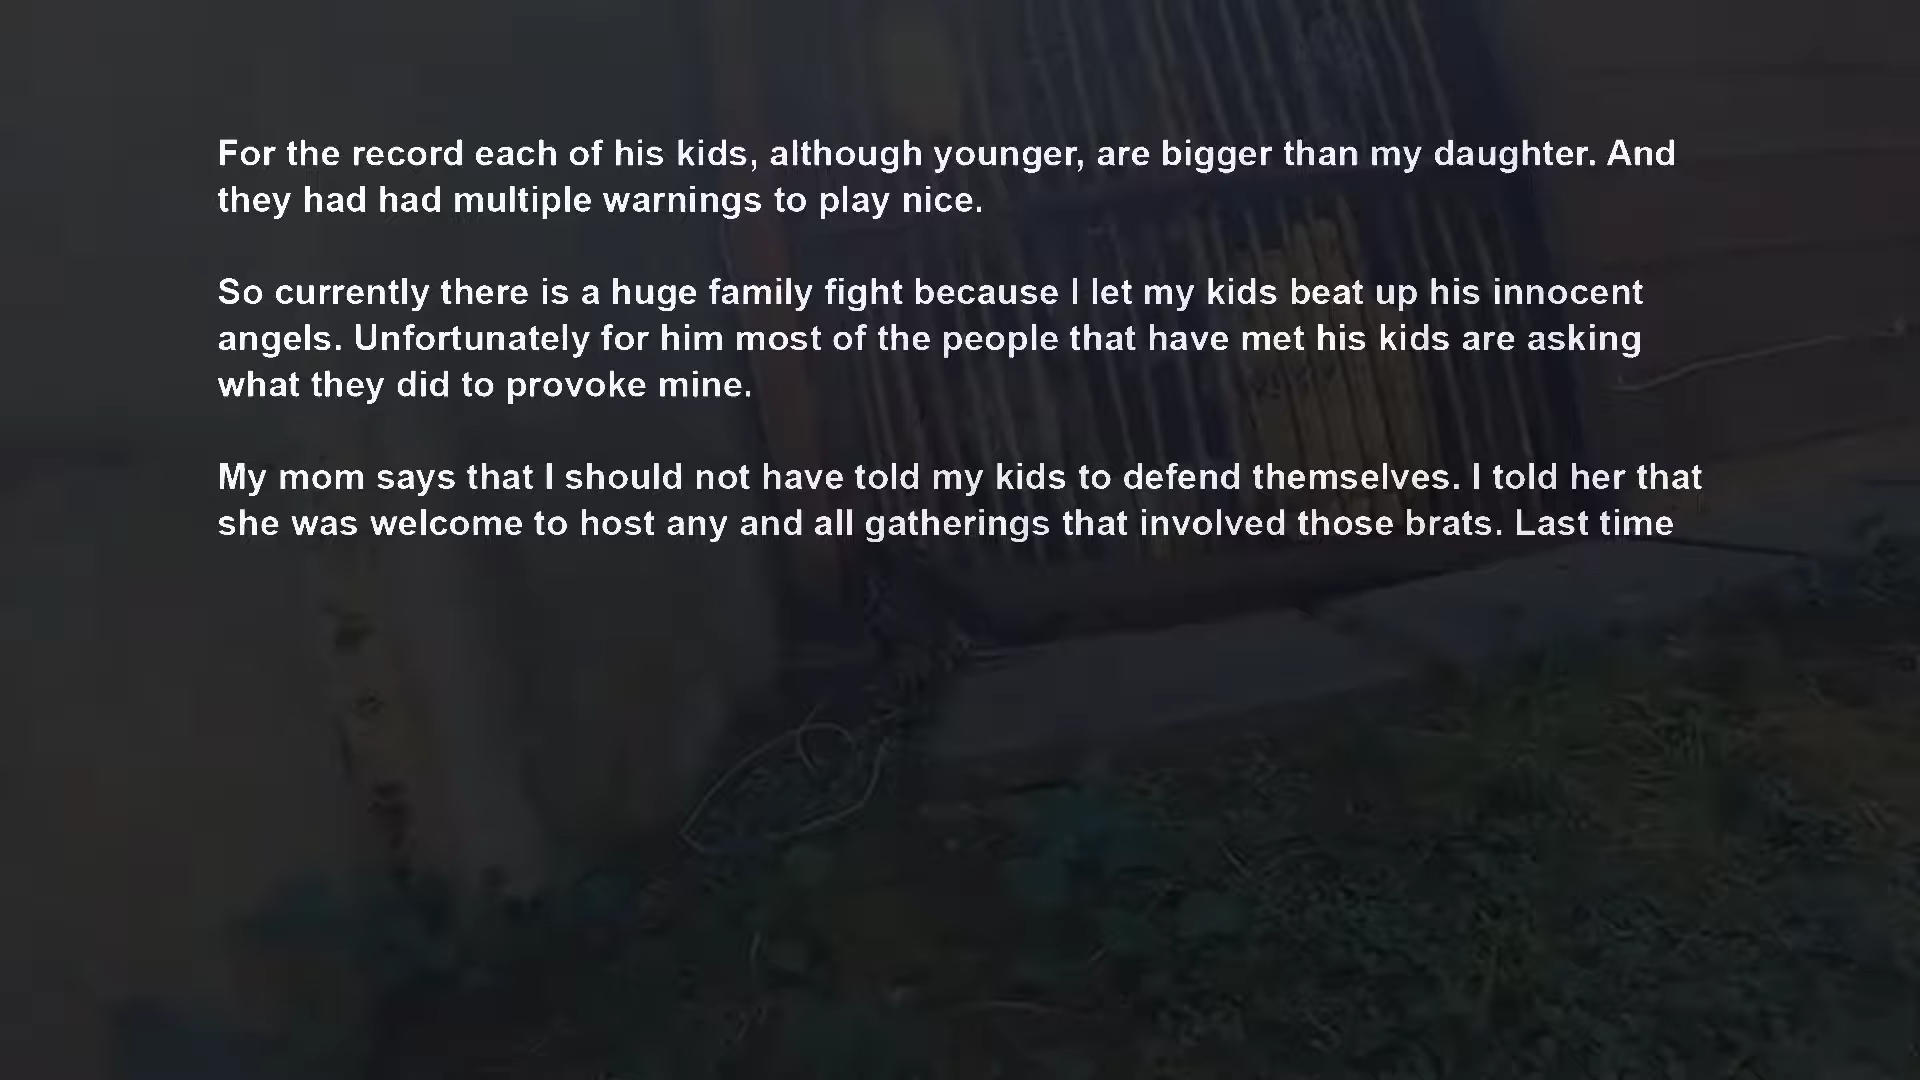 For the record each of his kids, although younger, are bigger than my daughter. And
they had had multiple warnings to play nice.
So currently there is a huge family fight because I let my kids beat up his innocent
angels. Unfortunately for him most of the people that have met his kids are asking
what they did to provoke mine.
My mom says that I should not have told my kids to defend themselves. I told her that
she was welcome to host any and all gatherings that involved those brats. Last time